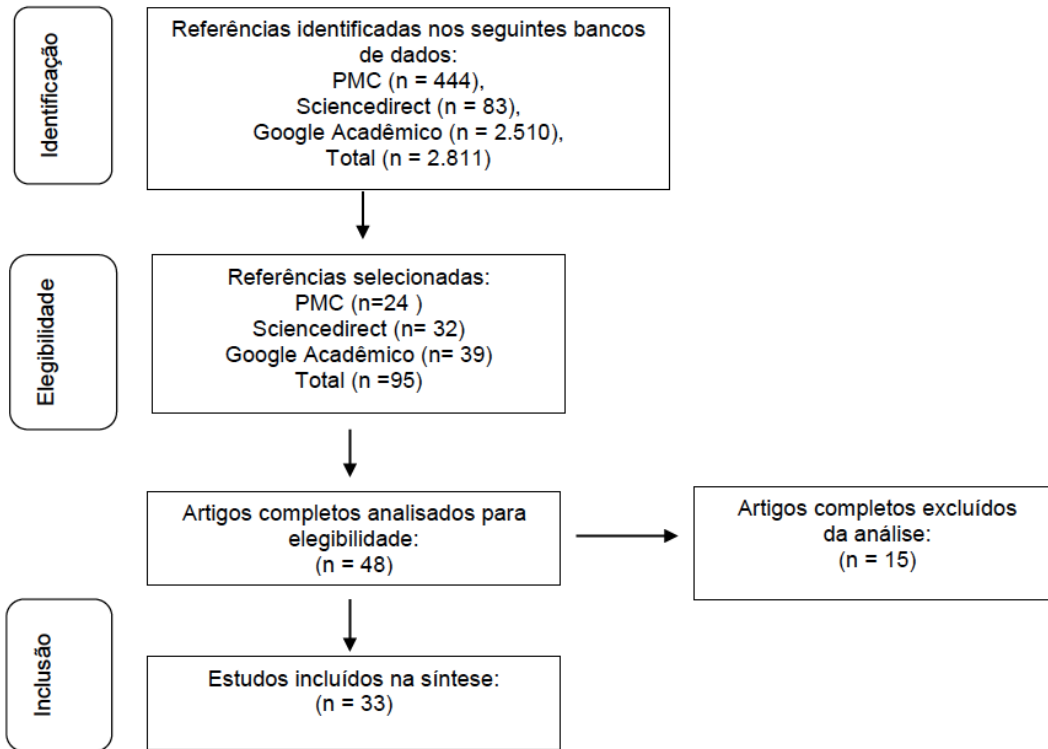 Identificação
Referências identificadas nos seguintes bancos
de dados:
PMC (n = 444),
Sciencedirect (n = 83),
Google Acadêmico (n = 2.510),
Total (n = 2.811)
Elegibilidade
Referências selecionadas:
PMC (n=24 )
Sciencedirect (n= 32)
Google Acadêmico (n= 39)
Total (n =95)
Artigos completos analisados para
elegibilidade:
(n = 48)
Artigos completos excluídos
da análise:
(n = 15)
Inclusão
Estudos incluídos na síntese:
(n = 33)